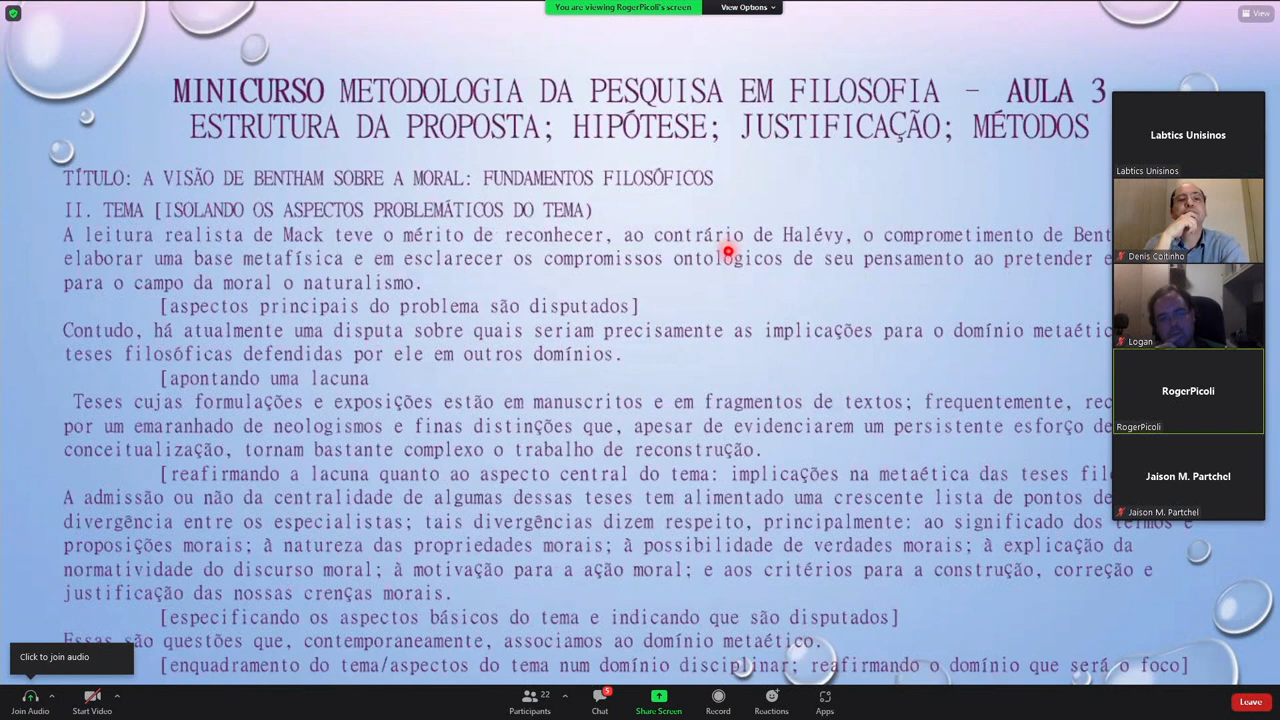 You are viewing RogerPicoli's screen
View Options
View
MINICURSO METODOLOGIA DA PESQUISA EM FILOSOFIA – AULA 3
ESTRUTURA DA PROPOSTA; HIPÓTESE; JUSTIFICAÇÃO; MÉTODOS
TÍTULO: A VISÃO DE BENTHAM SOBRE A MORAL: FUNDAMENTOS FILOSÓFICOS
II. TEMA [ISOLANDO OS ASPECTOS PROBLEMÁTICOS DO TEMA)
A leitura realista de Mack teve o mérito de reconhecer, ao contrário de Halévy, o comprometimento de Bent
elaborar uma base metafísica e em esclarecer os compromissos ontológicos de seu pensamento ao pretender e
para o campo da moral o naturalismo.
[aspectos principais do problema são disputados]
Contudo, há atualmente uma disputa sobre quais seriam precisamente as implicações para o domínio metaétic
teses filosóficas defendidas por ele em outros domínios.
[apontando uma lacuna
Teses cujas formulações e exposições estão em manuscritos e em fragmentos de textos; frequentemente, rec
por um emaranhado de neologismos e finas distinções que, apesar de evidenciarem um persistente esforço de
conceitualização, tornam bastante complexo o trabalho de reconstrução.
[reafirmando a lacuna quanto ao aspecto central do tema: implicações na metaética das teses fil
A admissão ou não da centralidade de algumas dessas teses tem alimentado uma crescente lista de pontos de
divergência entre os especialistas; tais divergências dizem respeito, principalmente: ao significado dos termos e
proposições morais; à natureza das propriedades morais; à possibilidade de verdades morais; à explicação da
normatividade do discurso moral; à motivação para a ação moral; e aos critérios para a construção, correção e
justificação das nossas crenças morais.
[especificando os aspectos básicos do tema e indicando que são disputados]
Essas são questões que, contemporaneamente, associamos ao domínio metaético.
[enquadramento do tema/aspectos do tema num domínio disciplinar; reafirmando o domínio que será o foco]
Labtics Unisinos
Labtics Unisinos
Denis Coitinho
Logan
RogerPicoli
RogerPicoli
Jaison M. Partchel
Jaison M. Partchel
Click to join audio
Join Audio
Start Video
22
Participants
5
Chat
Share Screen
Record
Reactions
Apps
Leave